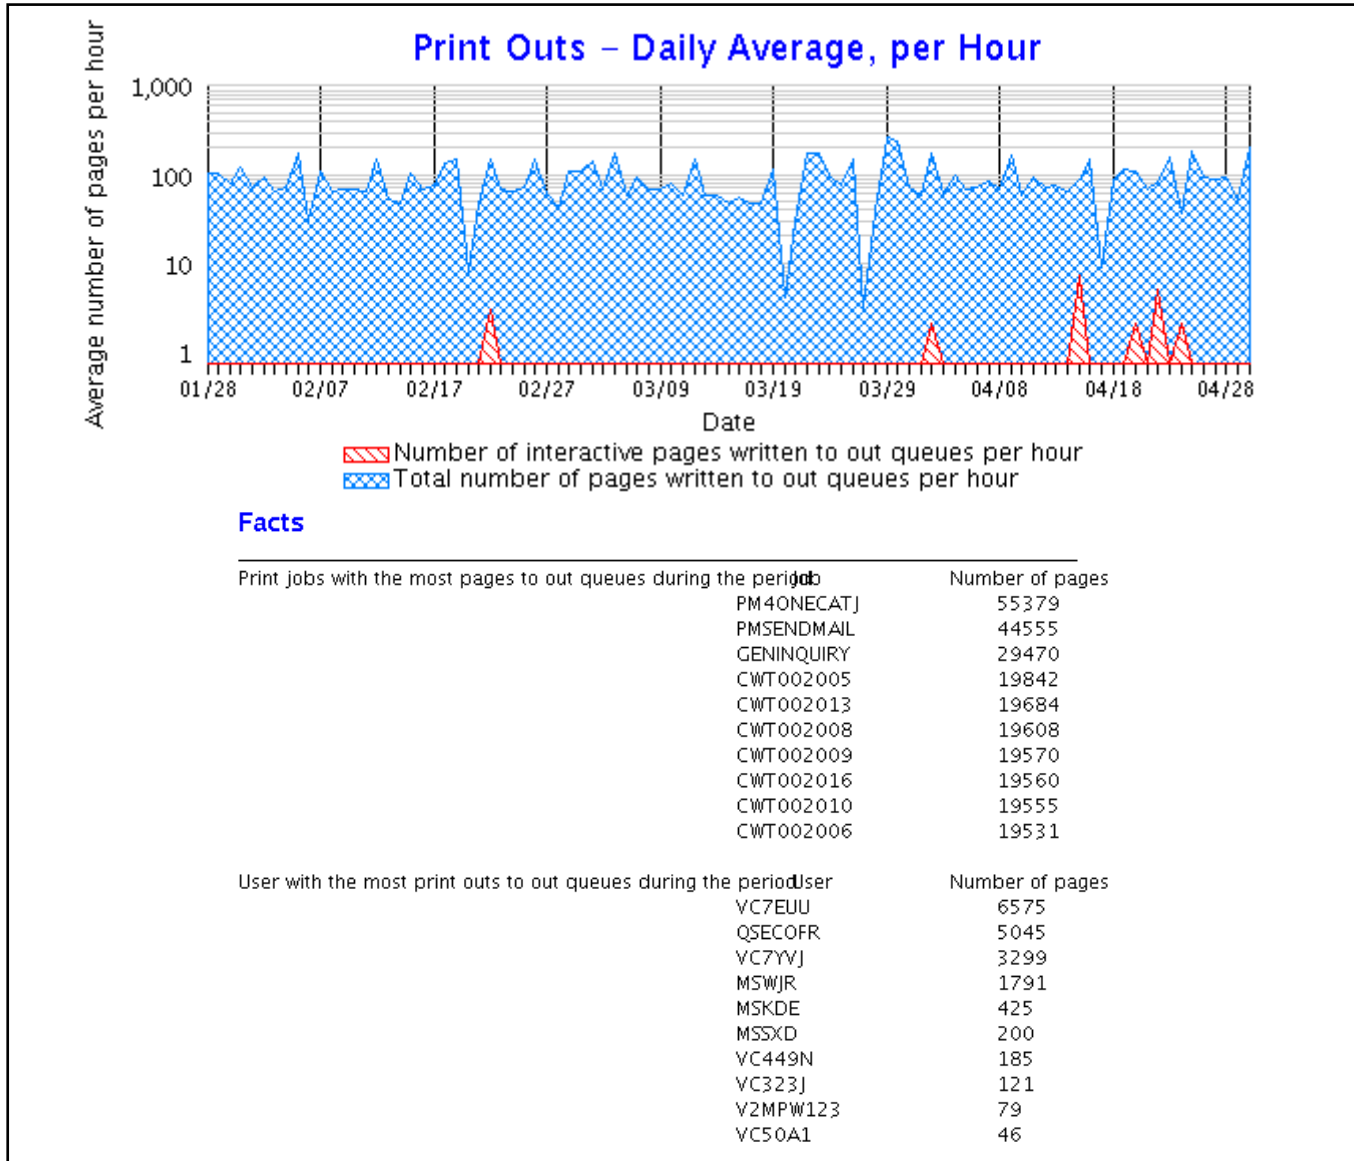 Print Outs – Daily Average, per Hour
Average number of pages per hour
1,000
100
10
1
01/28 02/07 02/17 02/27 03/09 03/19 03/29 04/08 04/18 04/28
Date
Number of interactive pages written to out queues per hour
Total number of pages written to out queues per hour
Facts
Print jobs with the most pages to out queues during the period Job Number of pages
PM4ONECATJ 55379
PMSENDMAIL 44555
GENINQUIRY 29470
CWT002005 19842
CWT002013 19684
CWT002008 19608
CWT002009 19570
CWT002016 19560
CWT002010 19555
CWT002006 19531
User with the most print outs to out queues during the period User Number of pages
VC7EUU 6575
QSECOFR 5045
VC7YVJ 3299
MSWJR 1791
MSKDE 425
MSSXD 200
VC449N 185
VC323J 121
V2MPW123 79
VC50A1 46